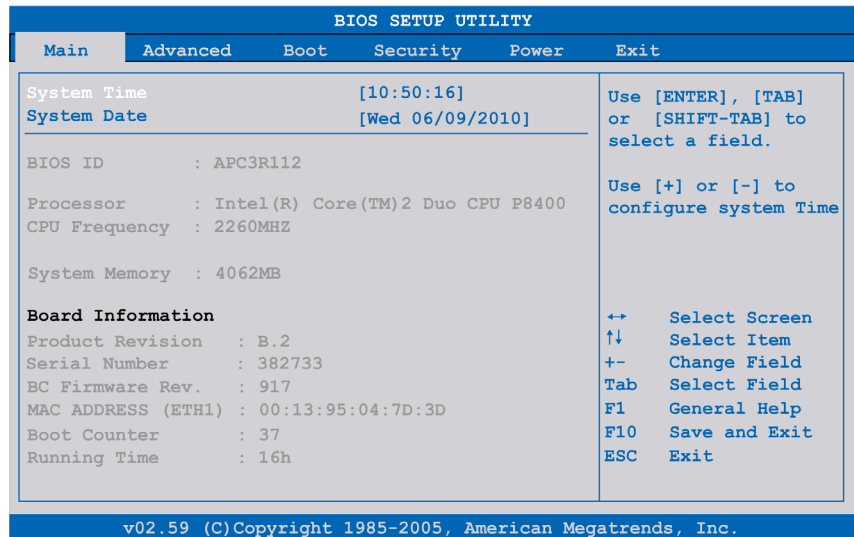 BIOS SETUP UTILITY
Main Advanced Boot Security Power Exit
System Time [10:50:16]
System Date [Wed 06/09/2010]
BIOS ID : APC3R112
Processor : Intel(R) Core(TM)2 Duo CPU P8400
CPU Frequency : 2260MHZ
System Memory : 4062MB
Board Information
Product Revision : B.2
Serial Number : 382733
BC Firmware Rev. : 917
MAC ADDRESS (ETH1) : 00:13:95:04:7D:3D
Boot Counter : 37
Running Time : 16h
Use [ENTER], [TAB]
or [SHIFT-TAB] to
select a field.
Use [+] or [-] to
configure system Time
↔ Select Screen
↑↓ Select Item
+- Change Field
Tab Select Field
F1 General Help
F10 Save and Exit
ESC Exit
v02.59 (C)Copyright 1985-2005, American Megatrends, Inc.